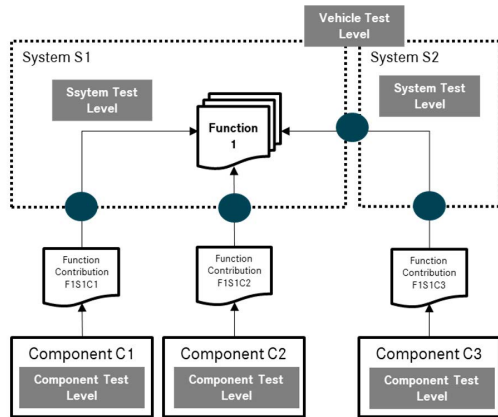 Vehicle Test
Level
System S1
System S2
Ssytem Test
Level
System Test
Level
Function
1
Function
Contribution
F1S1C1
Function
Contribution
F1S1C2
Function
Contribution
F1S1C3
Component C1
Component Test
Level
Component C2
Component Test
Level
Component C3
Component Test
Level